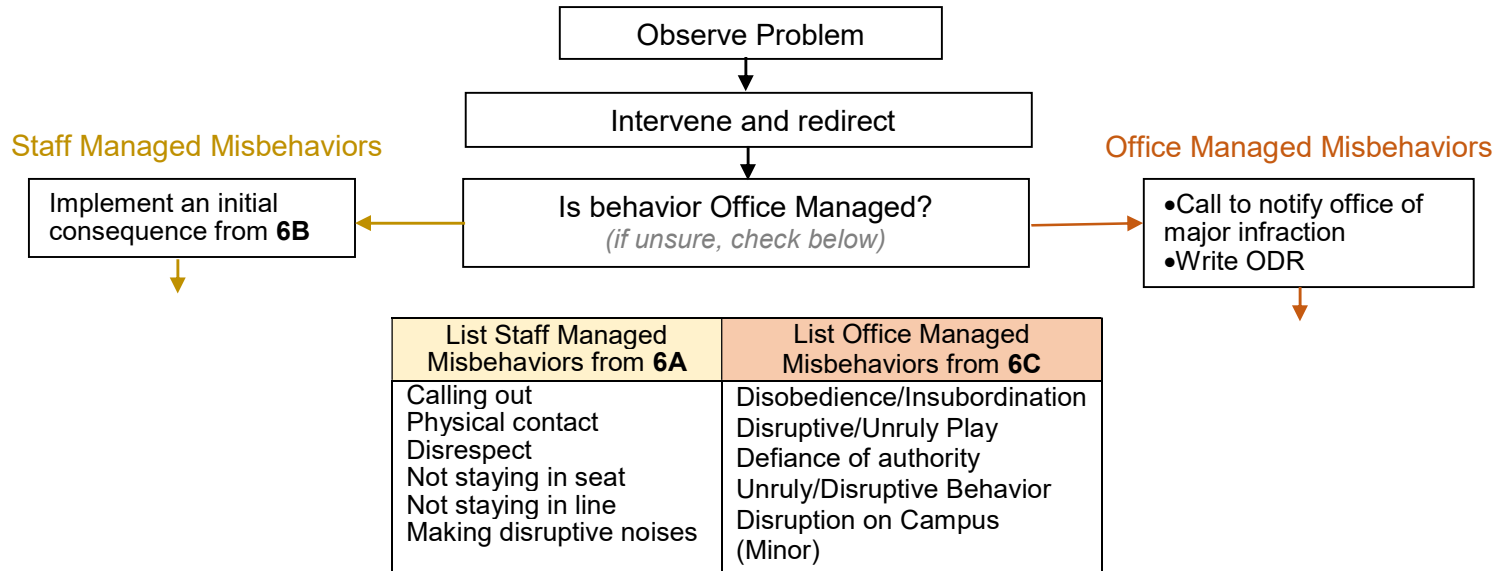 Observe Problem
Intervene and redirect
Staff Managed Misbehaviors
Office Managed Misbehaviors
Implement an initial
consequence from 6B
Is behavior Office Managed?
(if unsure, check below)
•Call to notify office of
major infraction
•Write ODR
List Staff Managed
Misbehaviors from 6A
Calling out
Physical contact
Disrespect
Not staying in seat
Not staying in line
Making disruptive noises
List Office Managed
Misbehaviors from 6C
Disobedience/Insubordination
Disruptive/Unruly Play
Defiance of authority
Unruly/Disruptive Behavior
Disruption on Campus
(Minor)